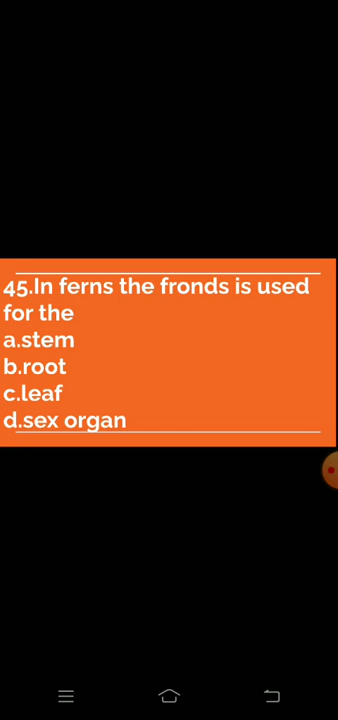 45.In ferns the fronds is used
for the
a.stem
b.root
c.leaf
d.sex organ